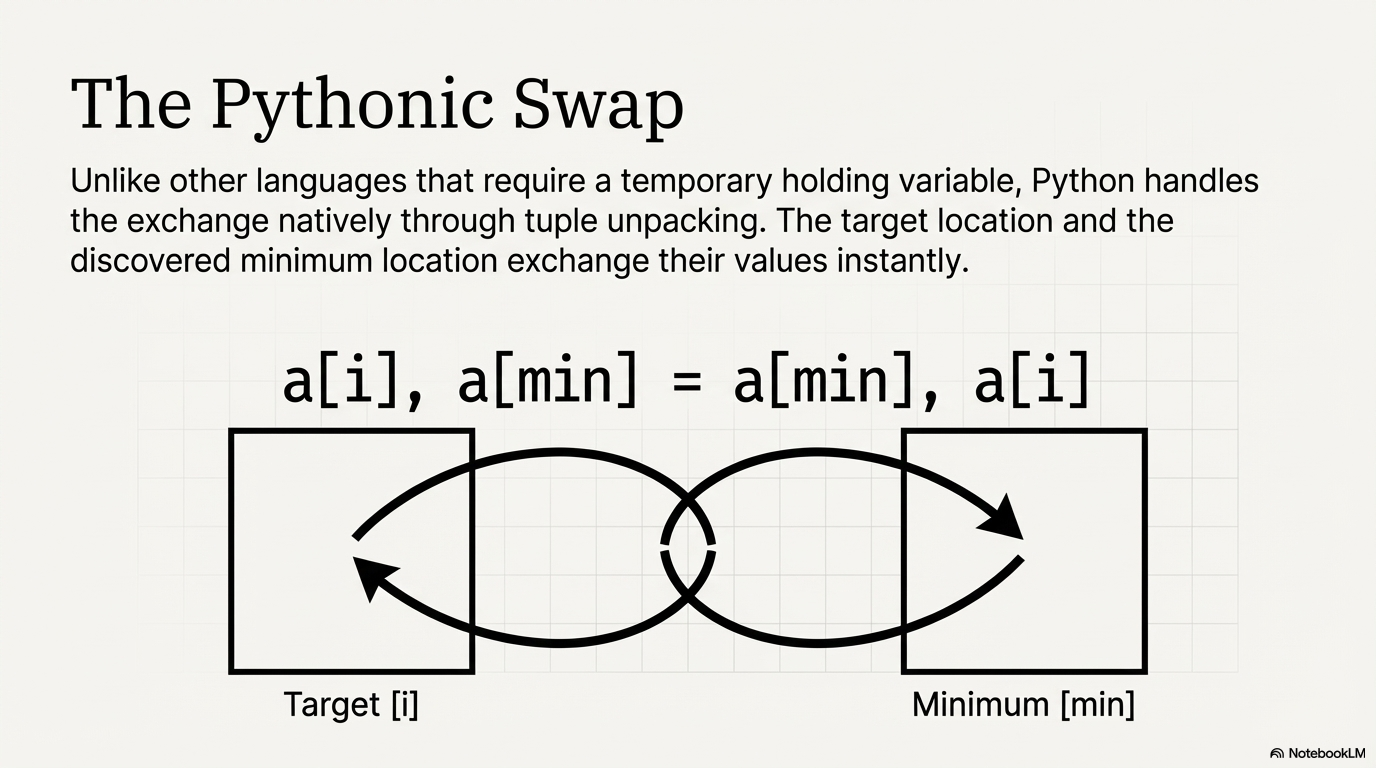 The Pythonic Swap
Unlike other languages that require a temporary holding variable, Python handles
the exchange natively through tuple unpacking. The target location and the
discovered minimum location exchange their values instantly.
a[i], a[min] = a[min], a[i]
Target [i]
Minimum [min]
NotebookLM